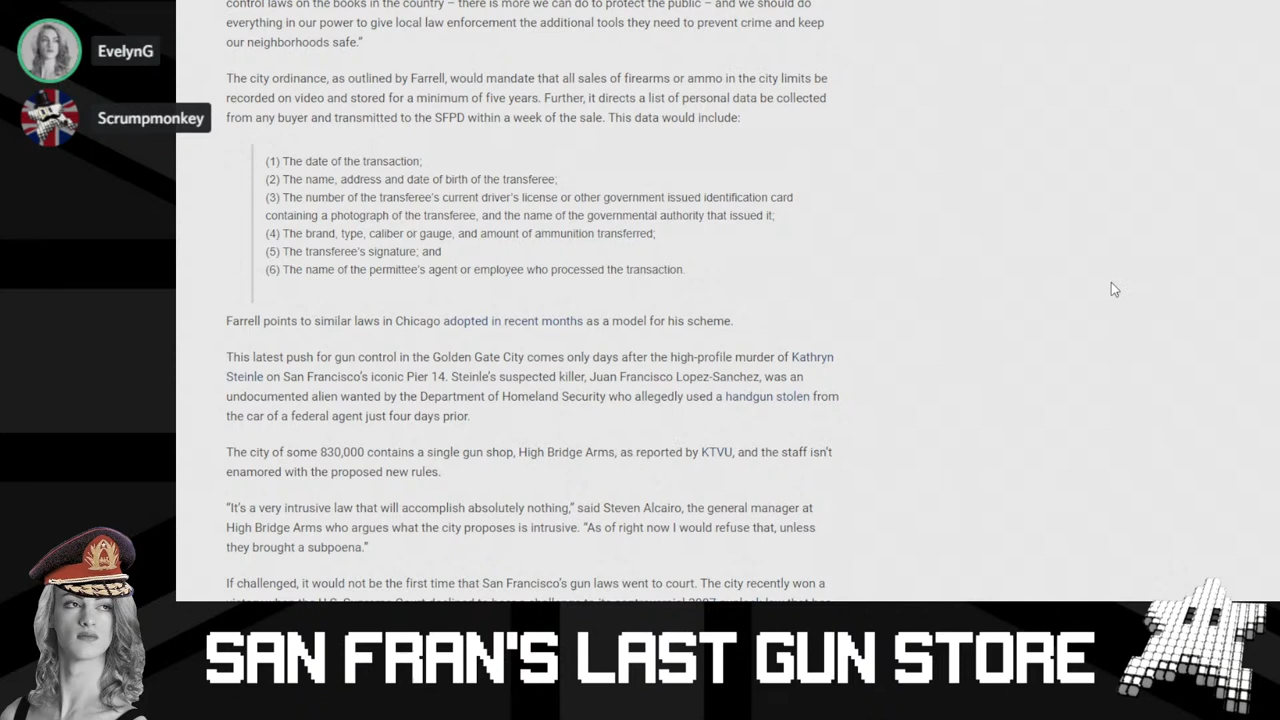 control laws on the books in the country – there is more we can do to protect the public – and we should do
everything in our power to give local law enforcement the additional tools they need to prevent crime and keep
our neighborhoods safe.”
EvelynG
Scrumpmonkey
The city ordinance, as outlined by Farrell, would mandate that all sales of firearms or ammo in the city limits be
recorded on video and stored for a minimum of five years. Further, it directs a list of personal data be collected
from any buyer and transmitted to the SFPD within a week of the sale. This data would include:
(1) The date of the transaction;
(2) The name, address and date of birth of the transferee;
(3) The number of the transferee’s current driver’s license or other government issued identification card
containing a photograph of the transferee, and the name of the governmental authority that issued it;
(4) The brand, type, caliber or gauge, and amount of ammunition transferred;
(5) The transferee’s signature; and
(6) The name of the permittee’s agent or employee who processed the transaction.
Farrell points to similar laws in Chicago adopted in recent months as a model for his scheme.
This latest push for gun control in the Golden Gate City comes only days after the high-profile murder of Kathryn
Steinle on San Francisco’s iconic Pier 14. Steinle’s suspected killer, Juan Francisco Lopez-Sanchez, was an
undocumented alien wanted by the Department of Homeland Security who allegedly used a handgun stolen from
the car of a federal agent just four days prior.
The city of some 830,000 contains a single gun shop, High Bridge Arms, as reported by KTVU, and the staff isn’t
enamored with the proposed new rules.
“It’s a very intrusive law that will accomplish absolutely nothing,” said Steven Alcairo, the general manager at
High Bridge Arms who argues what the city proposes is intrusive. “As of right now I would refuse that, unless
they brought a subpoena.”
If challenged, it would not be the first time that San Francisco’s gun laws went to court. The city recently won a
SAN FRAN'S LAST GUN STORE